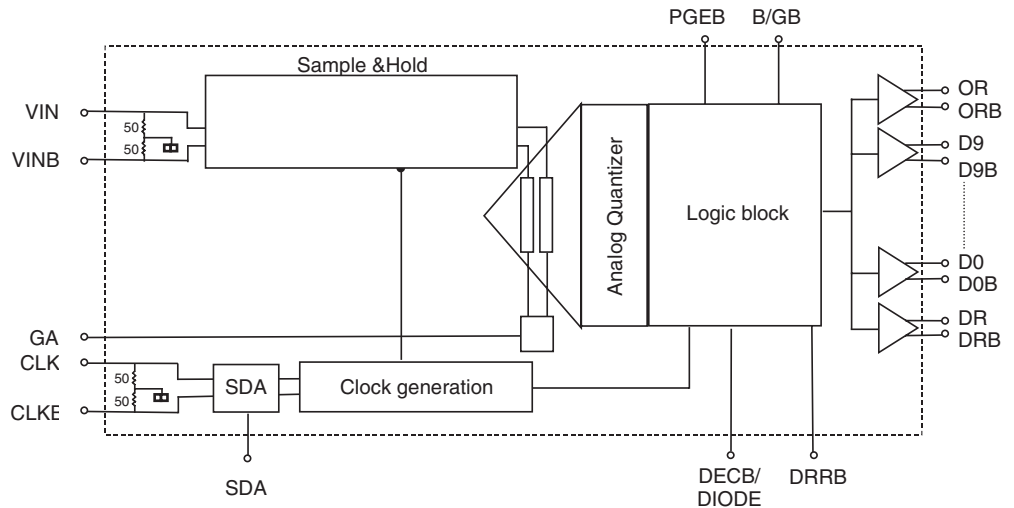 PGEB
B/GB
Sample &Hold
VIN
50
50
VINB
OR
ORB
D9
D9B
Analog Quantizer
Logic block
D0
D0B
DR
DRB
GA
CLK
50
50
CLKE
SDA
Clock generation
SDA
DECB/
DIODE
DRRB